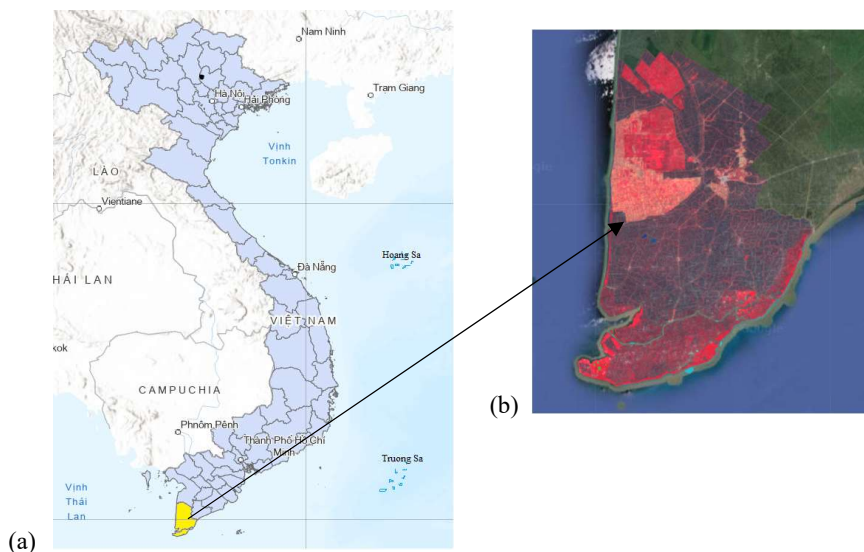 Nam Ninh
Tram Giang
Hà Nội
Hải Phòng
Vịnh
Tonkin
LÀO
Vientiane
Hoang Sa
Đà Nẵng
HÁI LAN
VIỆT NAM
kok
CAMPUCHIA
Phnôm Pênh
Thành Phố Hồ Chí
Minh
Truong Sa
Vịnh
Thái
Lan
(a)
(b)